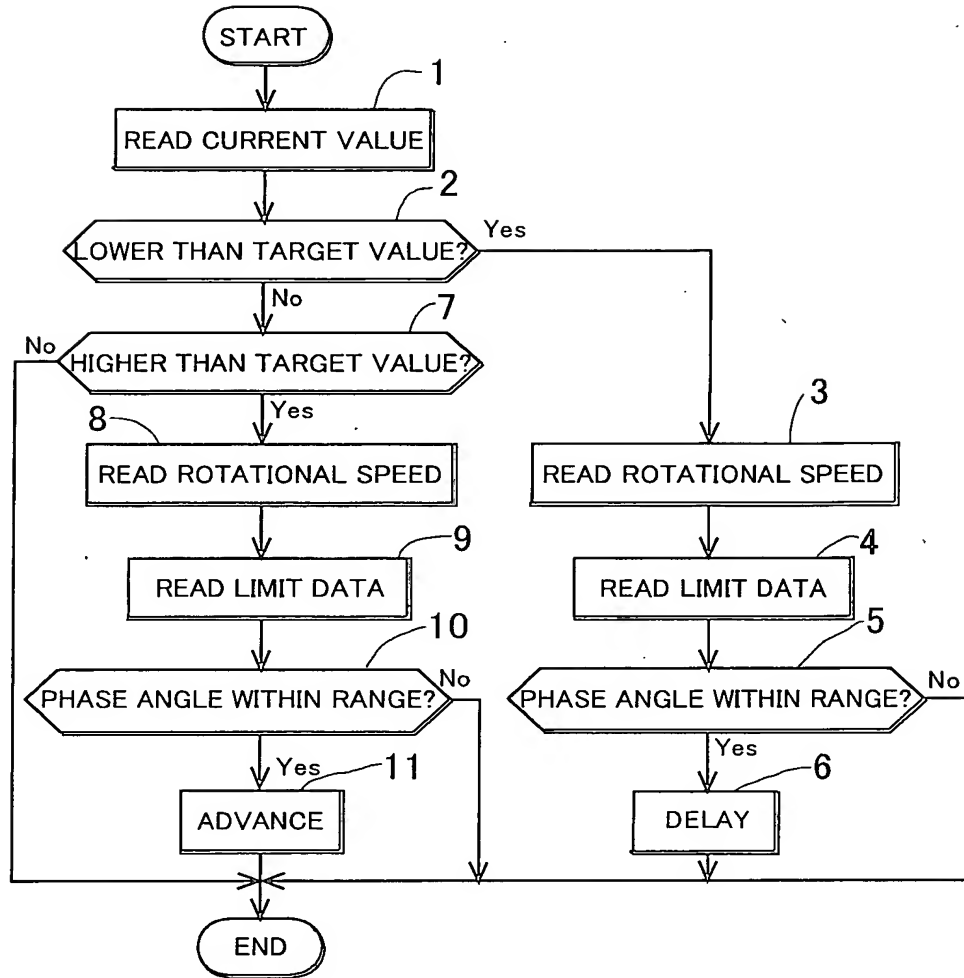 START
1
READ CURRENT VALUE
2
LOWER THAN TARGET VALUE?
Yes
No
7
No
HIGHER THAN TARGET VALUE?
Yes
8
READ ROTATIONAL SPEED
3
READ ROTATIONAL SPEED
9
READ LIMIT DATA
4
READ LIMIT DATA
10
PHASE ANGLE WITHIN RANGE?
No
5
PHASE ANGLE WITHIN RANGE?
No
Yes
11
ADVANCE
Yes
6
DELAY
END